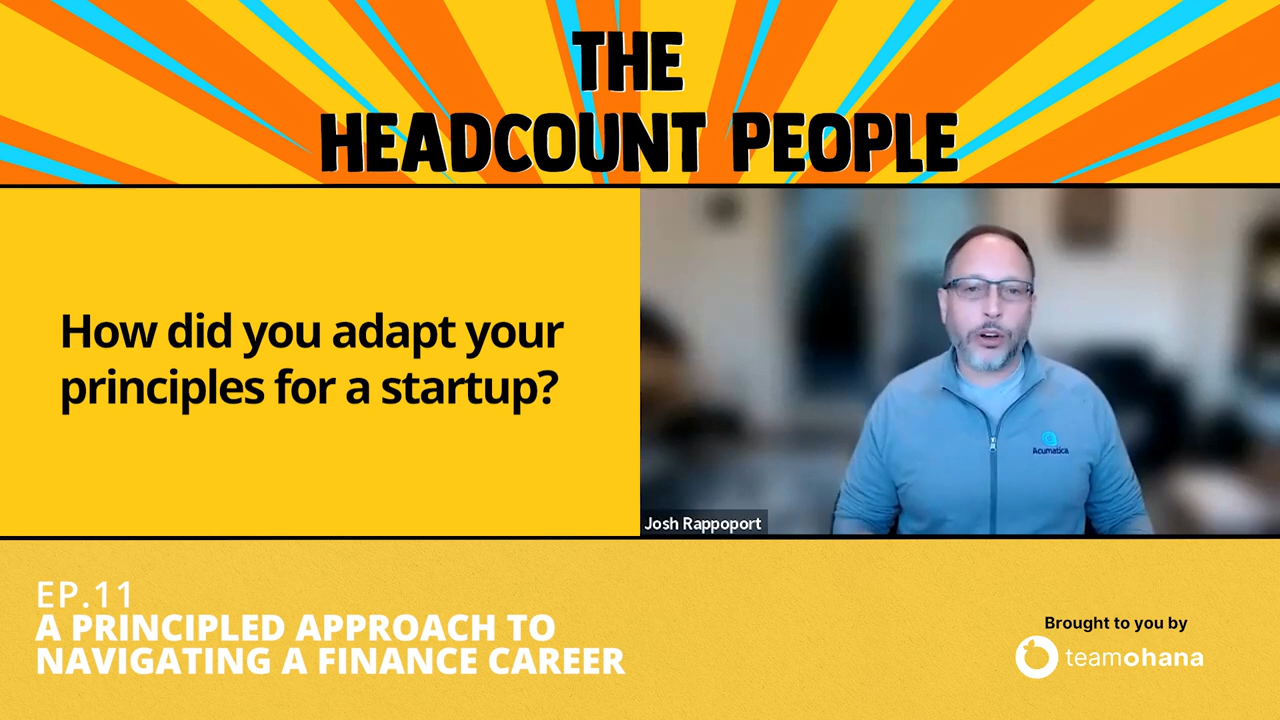 THE
HEADCOUNT PEOPLE
How did you adapt your
principles for a startup?
Acumatica
Josh Rappoport
EP.11
A PRINCIPLED APPROACH TO
NAVIGATING A FINANCE CAREER
Brought to you by
teamohana